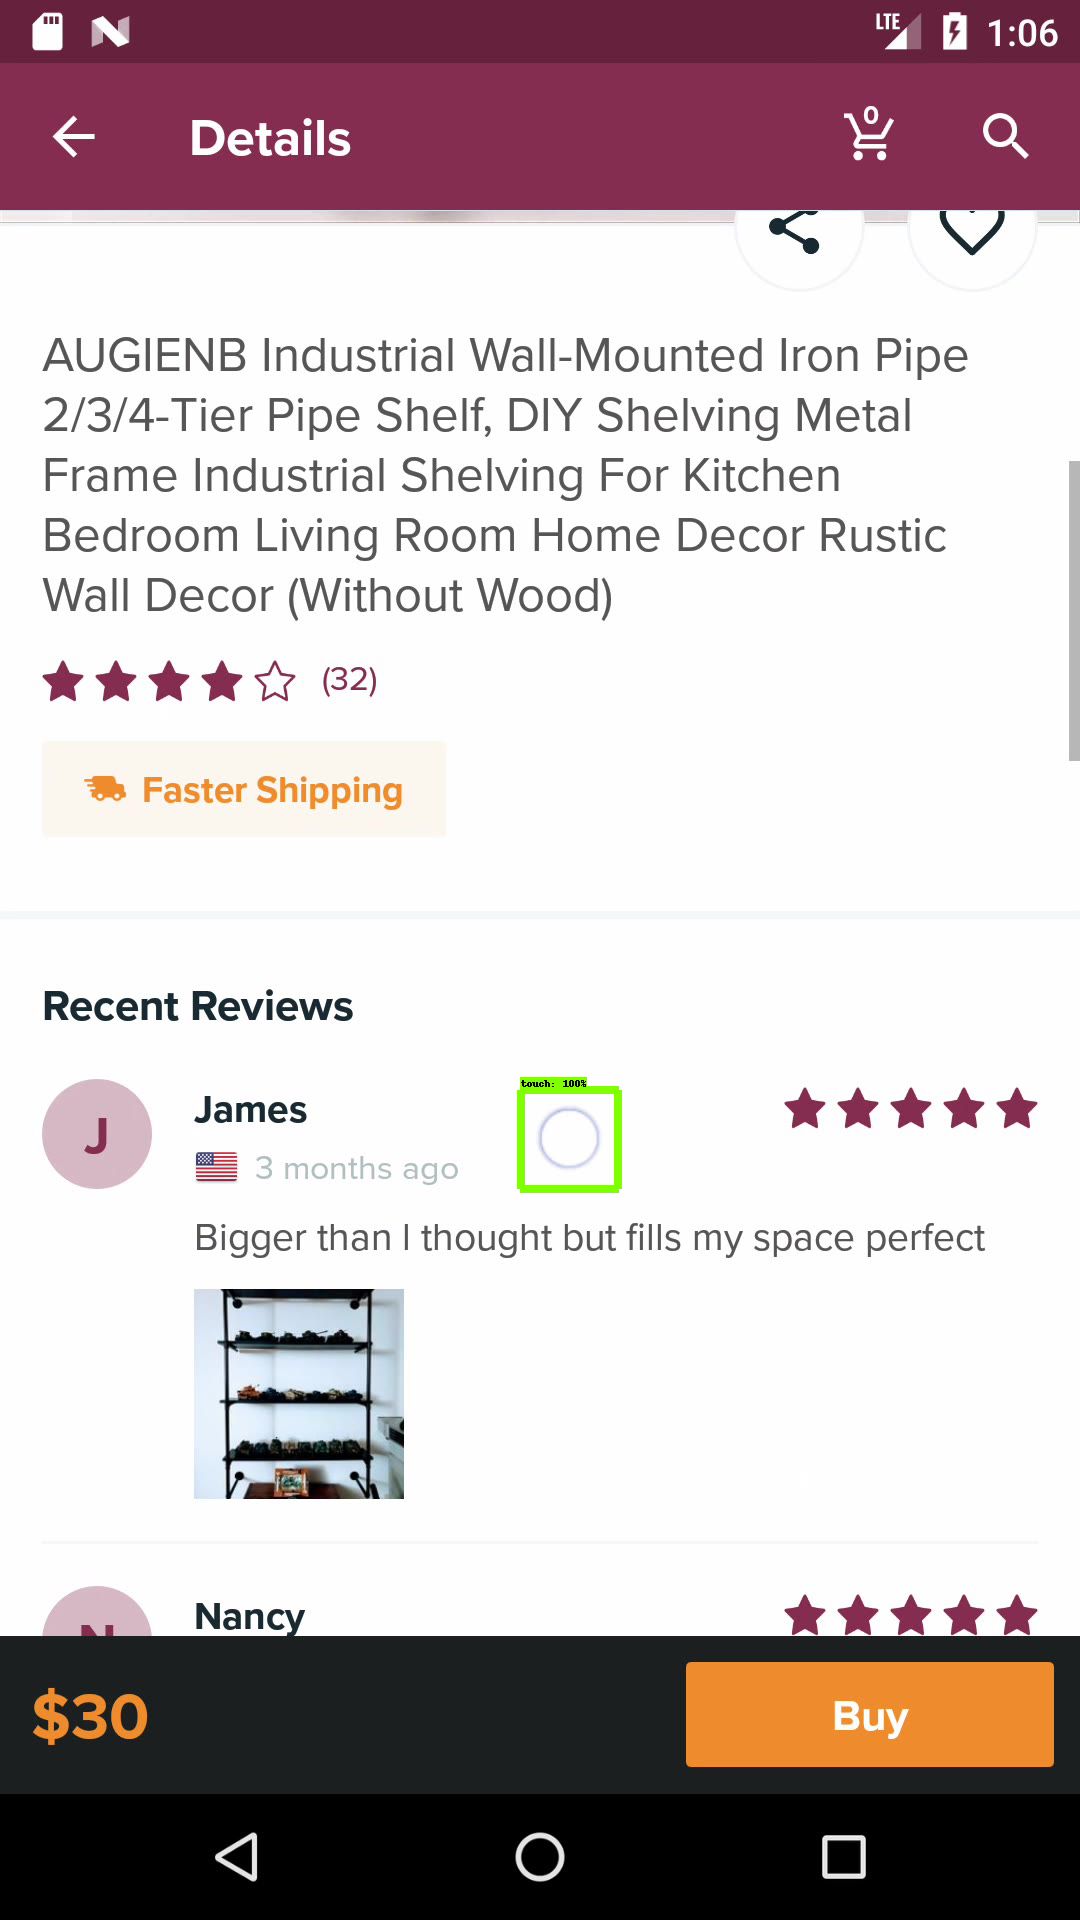 LTE
1:06
Details
0
AUGIENB Industrial Wall-Mounted Iron Pipe
2/3/4-Tier Pipe Shelf, DIY Shelving Metal
Frame Industrial Shelving For Kitchen
Bedroom Living Room Home Decor Rustic
Wall Decor (Without Wood)
(32)
Faster Shipping
Recent Reviews
touch: 100%
J
James
3 months ago
Bigger than I thought but fills my space perfect
N
Nancy
$30
Buy